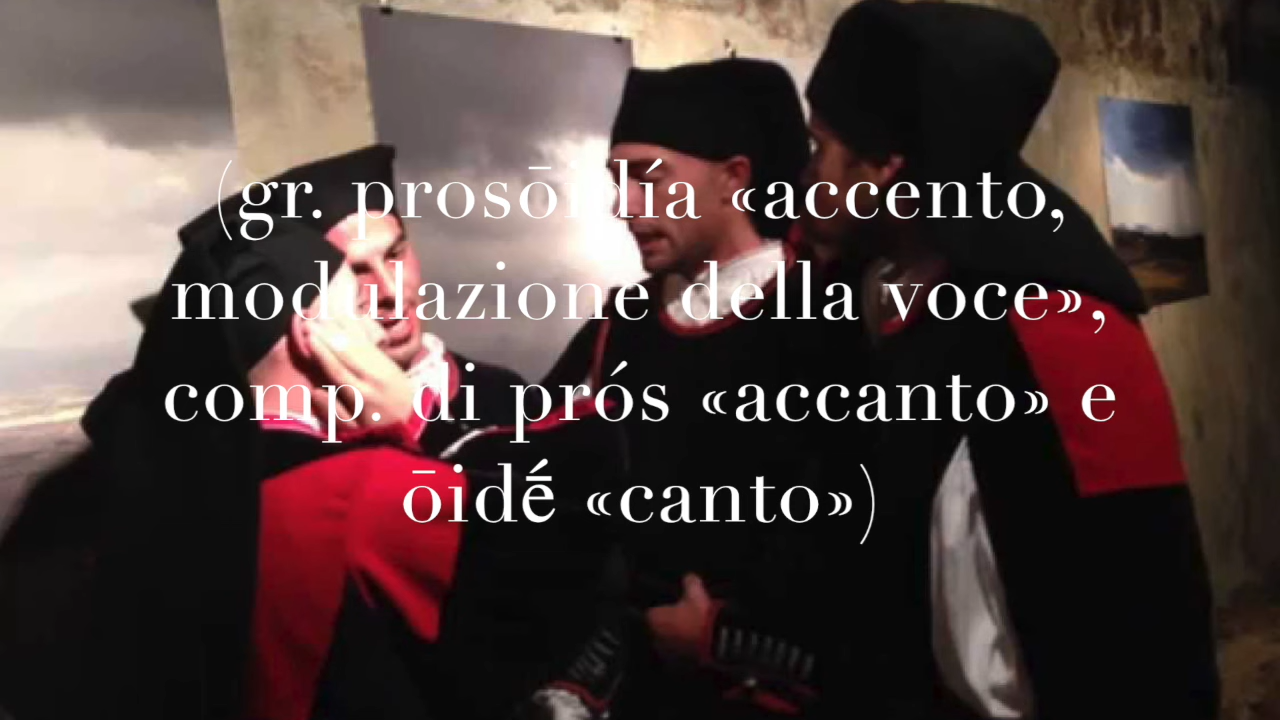 (gr. prosōidía «accento,
modulazione della voce»,
comp. di prós «accanto» e
ōidḗ «canto»)